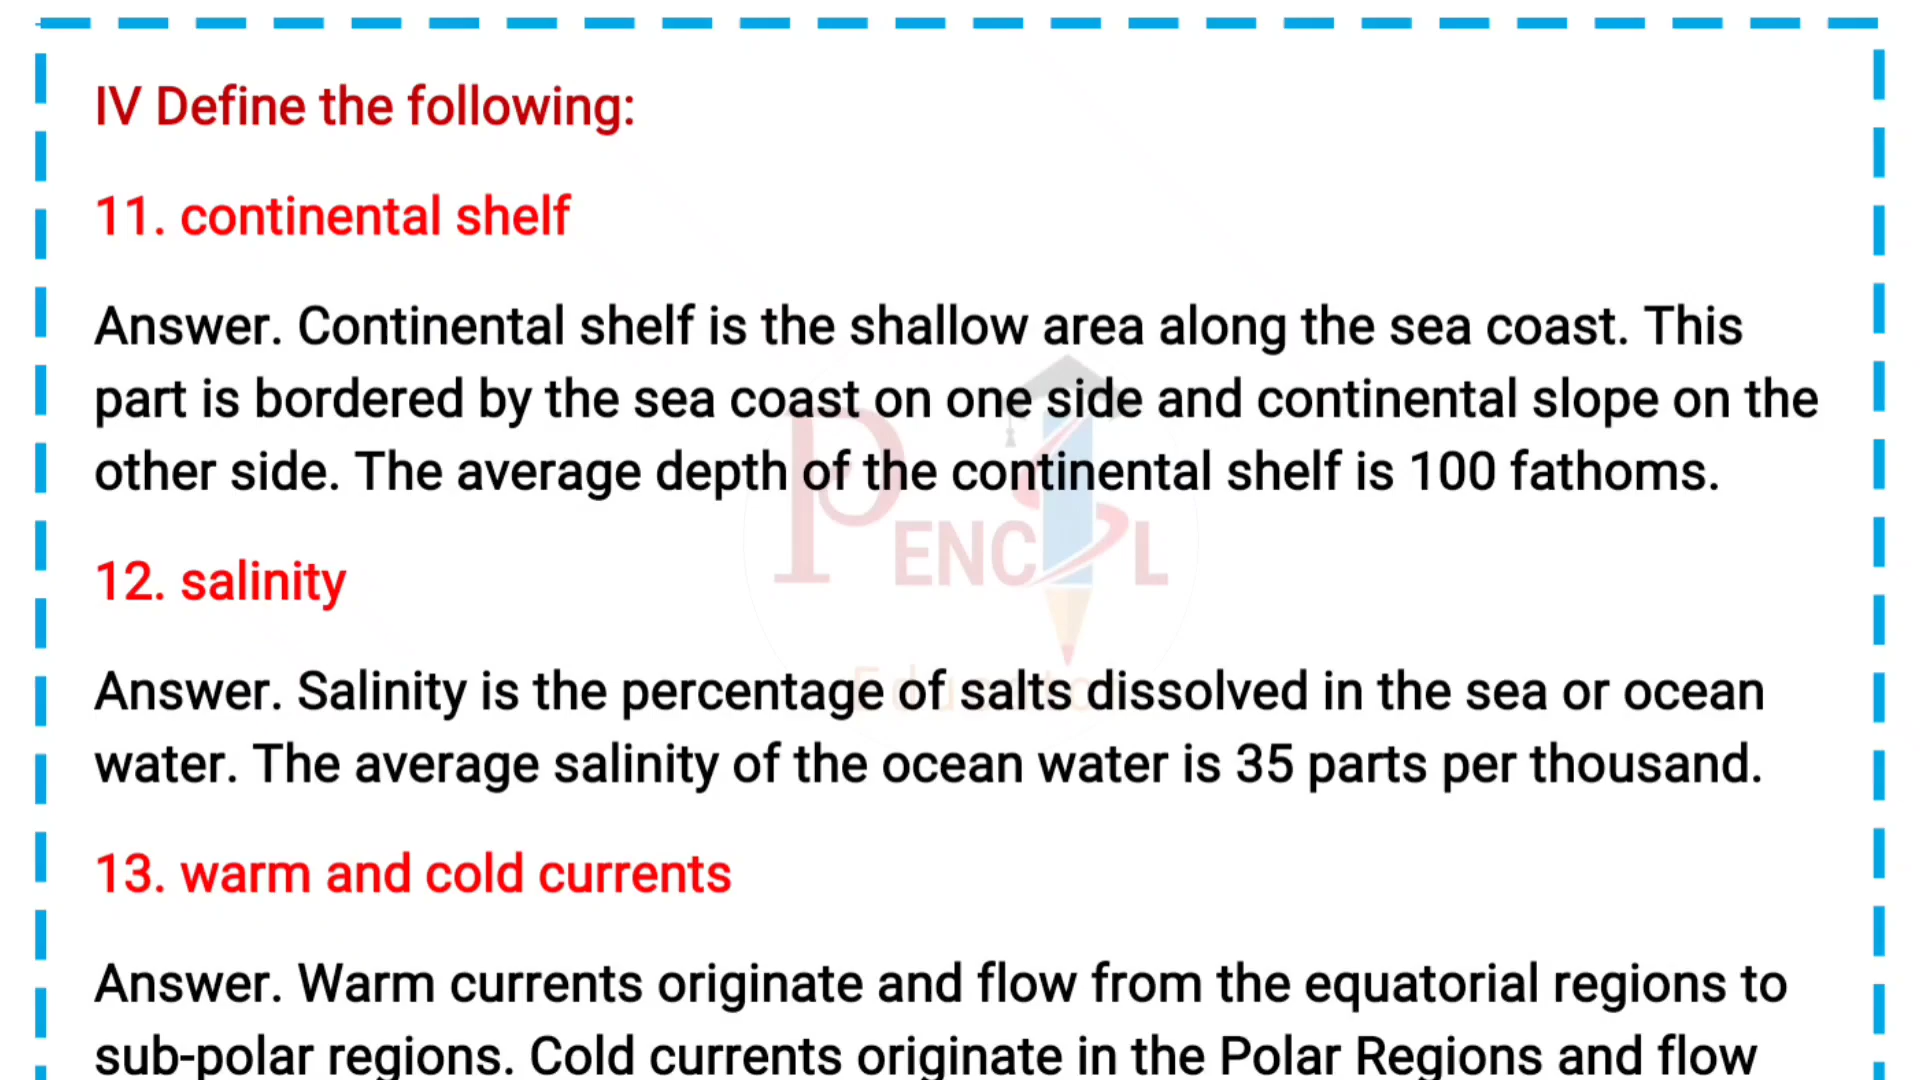 IV Define the following:
11. continental shelf
Answer. Continental shelf is the shallow area along the sea coast. This
part is bordered by the sea coast on one side and continental slope on the
other side. The average depth of the continental shelf is 100 fathoms.
PENCIL
12. salinity
Answer. Salinity is the percentage of salts dissolved in the sea or ocean
water. The average salinity of the ocean water is 35 parts per thousand.
13. warm and cold currents
Answer. Warm currents originate and flow from the equatorial regions to
sub-polar regions. Cold currents originate in the Polar Regions and flow